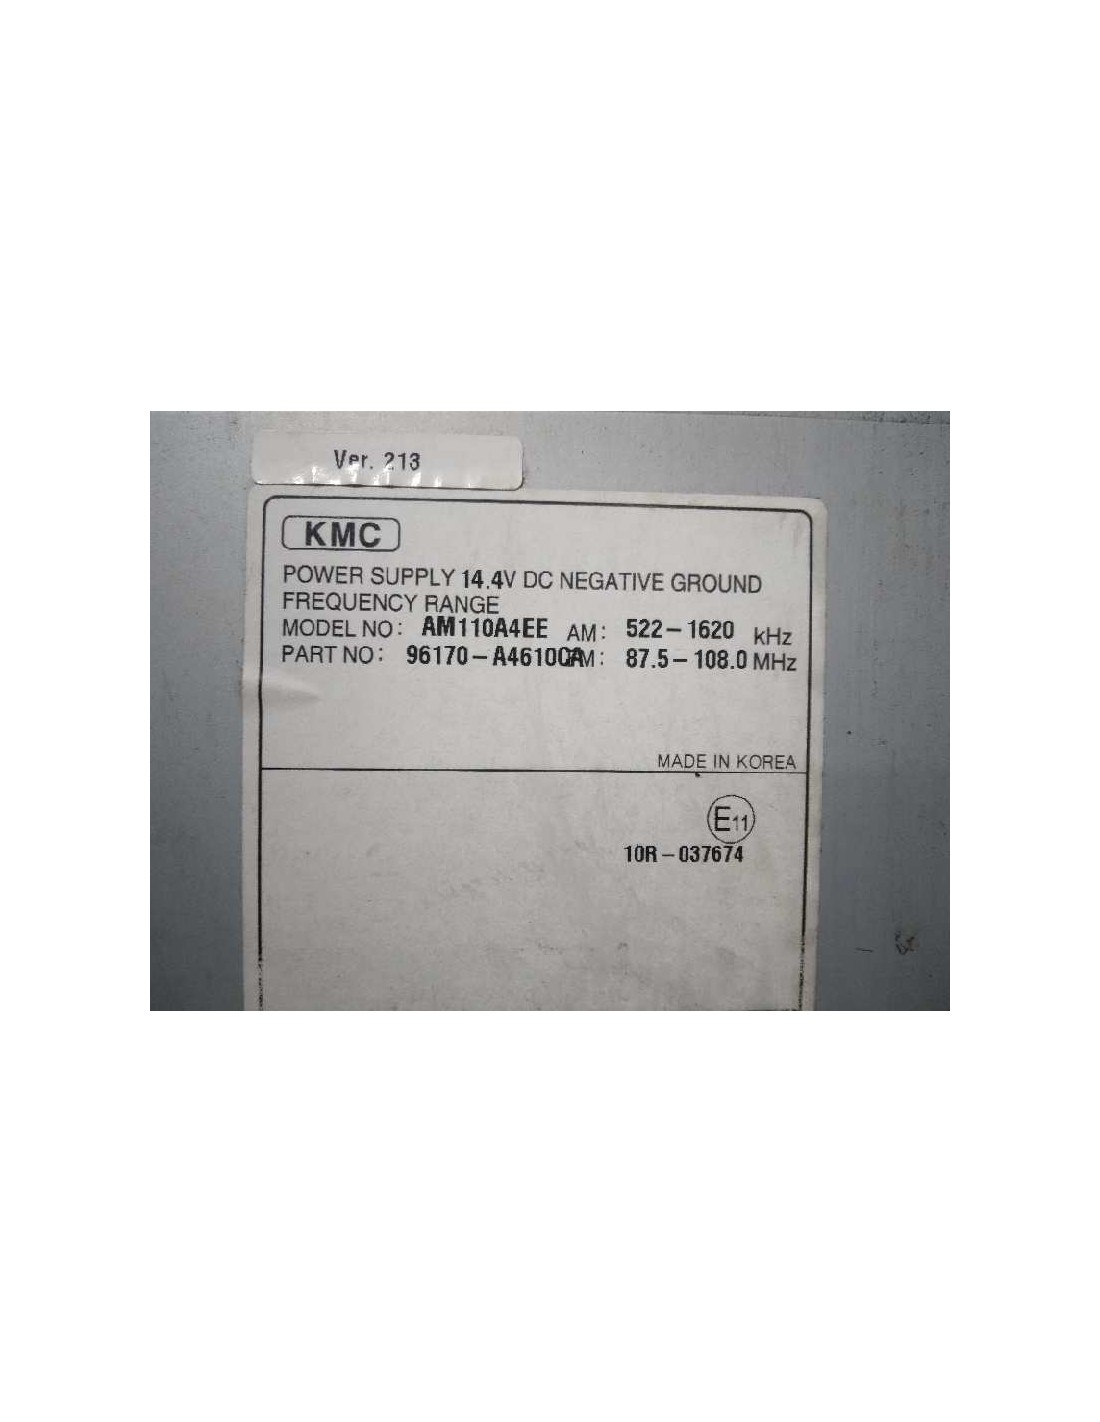 Ver. 213
KMC
POWER SUPPLY 14.4V DC NEGATIVE GROUND
FREQUENCY RANGE
MODEL NO: AM110A4EE AM: 522-1620 kHz
PART NO: 96170-A4610CA FM: 87.5-108.0 MHz
MADE IN KOREA
E11
10R-037674